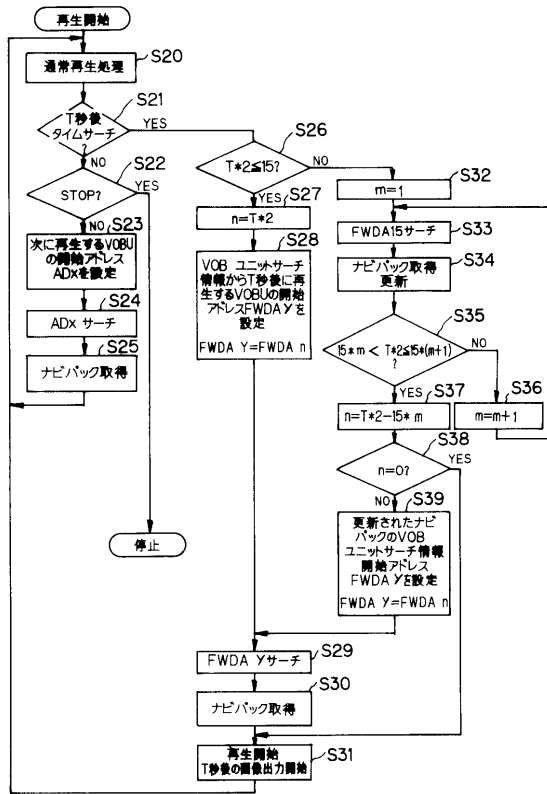 再生開始
S20
通常再生処理
S21
T秒後
タイムサーチ
?
YES
NO
S22
STOP?
YES
NO
S23
次に再生するVOBU
の開始アドレス
ADxを設定
S24
ADx サーチ
S25
ナビパック取得
停止
S26
T*2≦15?
NO
YES
S27
n=T*2
S28
VOB ユニットサーチ
情報からT秒後に再
生するVOBUの開始
アドレスFWDA Yを
設定
FWDA Y=FWDA n
S32
m=1
S33
FWDA15サーチ
S34
ナビパック取得
更新
S35
15*m < T*2≦15*(m+1)
?
NO
YES
S36
m=m+1
S37
n=T*2-15*m
S38
n=0?
YES
NO
S39
更新されたナビ
パックのVOB
ユニットサーチ情報
開始アドレス
FWDA Yを設定
FWDA Y=FWDA n
S29
FWDA Yサーチ
S30
ナビパック取得
S31
再生開始
T秒後の画像出力開始